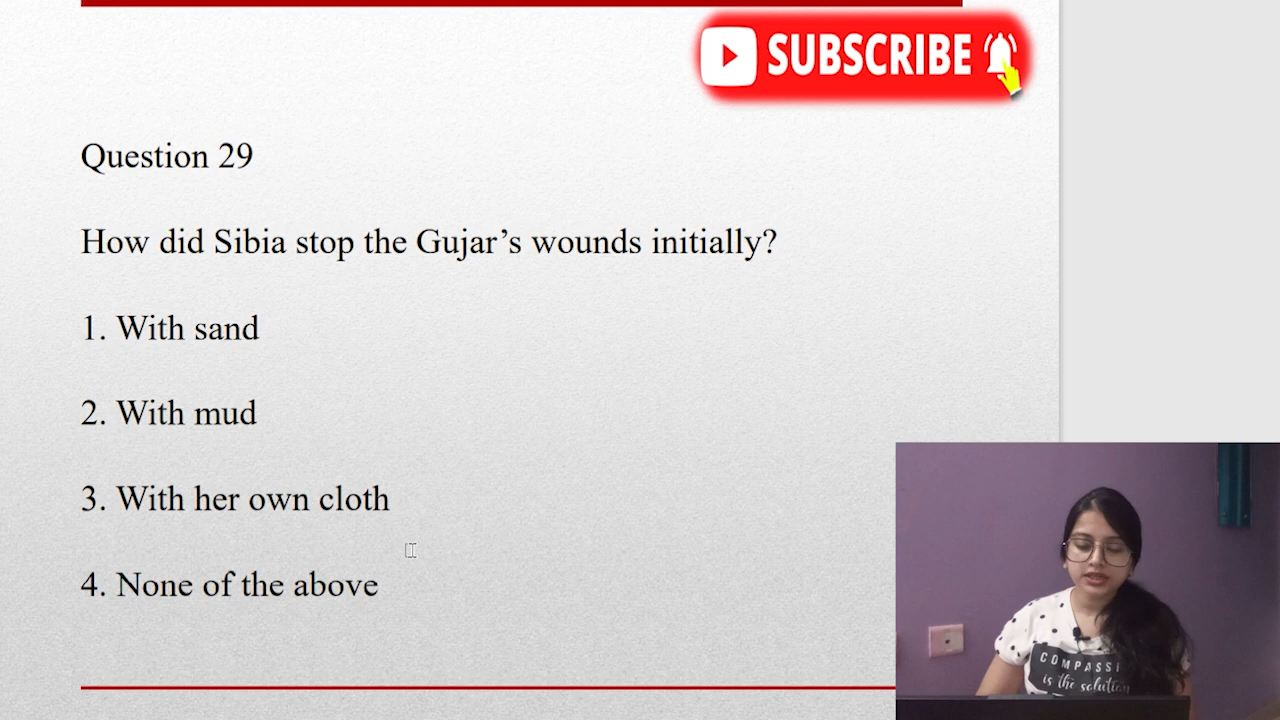 SUBSCRIBE
Question 29
How did Sibia stop the Gujar’s wounds initially?
1. With sand
2. With mud
3. With her own cloth
4. None of the above
COMPASSI
is the solution